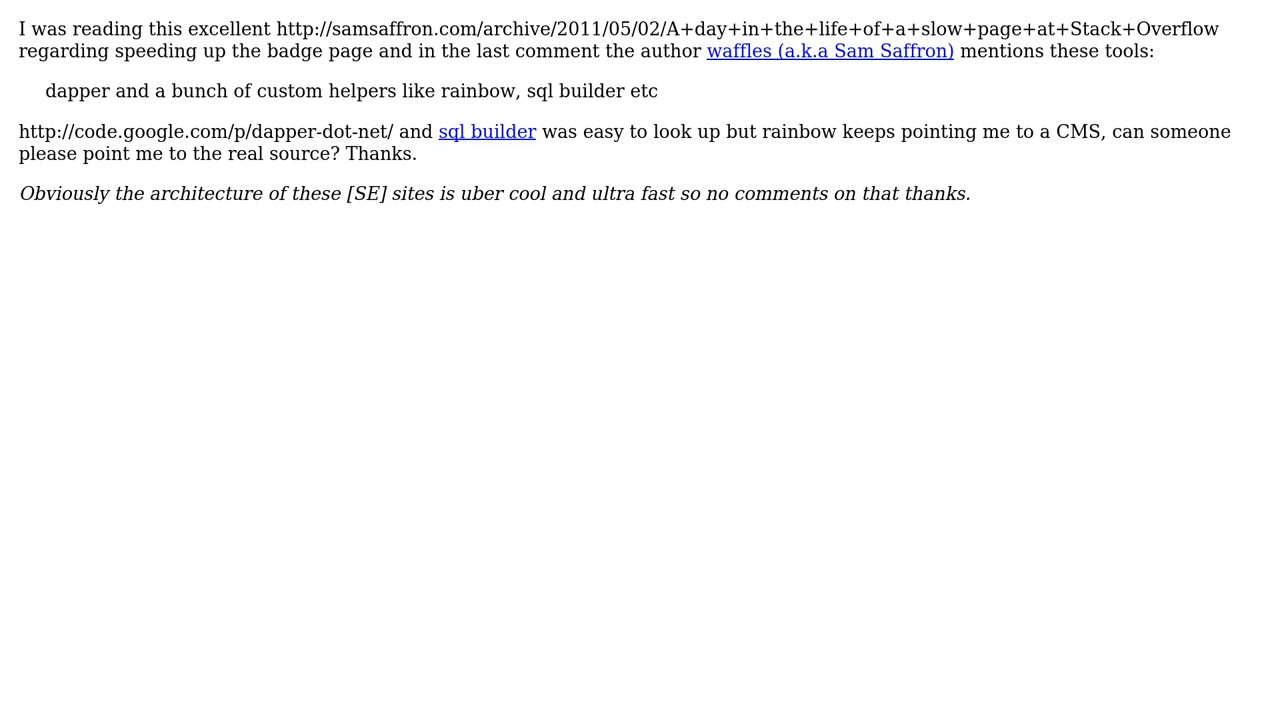 I was reading this excellent http://samsaffron.com/archive/2011/05/02/A+day+in+the+life+of+a+slow+page+at+Stack+Overflow
regarding speeding up the badge page and in the last comment the author waffles (a.k.a Sam Saffron) mentions these tools:
dapper and a bunch of custom helpers like rainbow, sql builder etc
http://code.google.com/p/dapper-dot-net/ and sql builder was easy to look up but rainbow keeps pointing me to a CMS, can someone
please point me to the real source? Thanks.
Obviously the architecture of these [SE] sites is uber cool and ultra fast so no comments on that thanks.